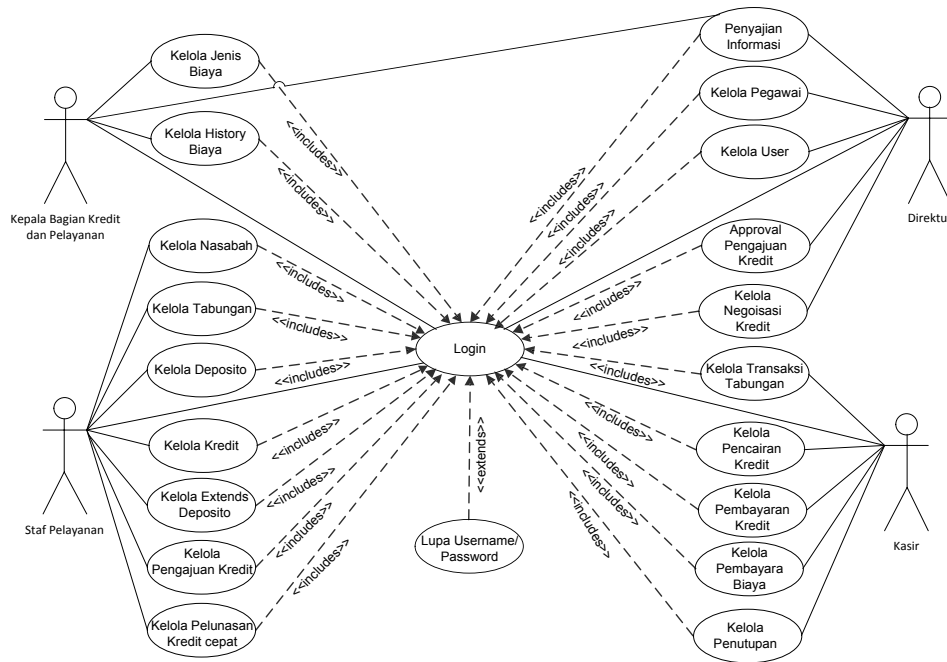 Kelola Jenis
Biaya
Penyajian
Informasi
Kelola Pegawai
Kelola History
Biaya
Kelola User
<<includes>>
<<includes>>
<<includes>>
<<includes>>
<<includes>>
Kepala Bagian Kredit
dan Pelayanan
Direktu
Kelola Nasabah
<<includes>>
Approval
Pengajuan
Kredit
<<includes>>
Kelola Tabungan
<<includes>>
Kelola
Negoisasi
Kredit
<<includes>>
Login
Kelola Deposito
<<includes>>
Kelola Transaksi
Tabungan
<<includes>>
Kelola Kredit
<<includes>>
Kelola
Pencairan
Kredit
<<includes>>
<<extends>>
Kelola Extends
Deposito
<<includes>>
Kelola
Pembayaran
Kredit
<<includes>>
Staf Pelayanan
Kasir
Kelola
Pengajuan Kredit
<<includes>>
Lupa Username/
Password
Kelola
Pembayara
Biaya
<<includes>>
Kelola Pelunasan
Kredit cepat
<<includes>>
Kelola
Penutupan
<<includes>>